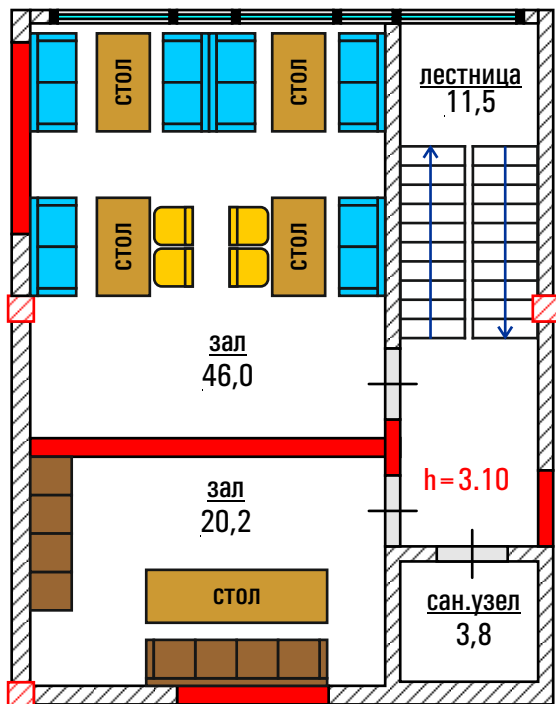 СТОЛ
СТОЛ
лестница
11,5
СТОЛ
СТОЛ
зал
46,0
зал
20,2
h=3.10
СТОЛ
сан.узел
3,8